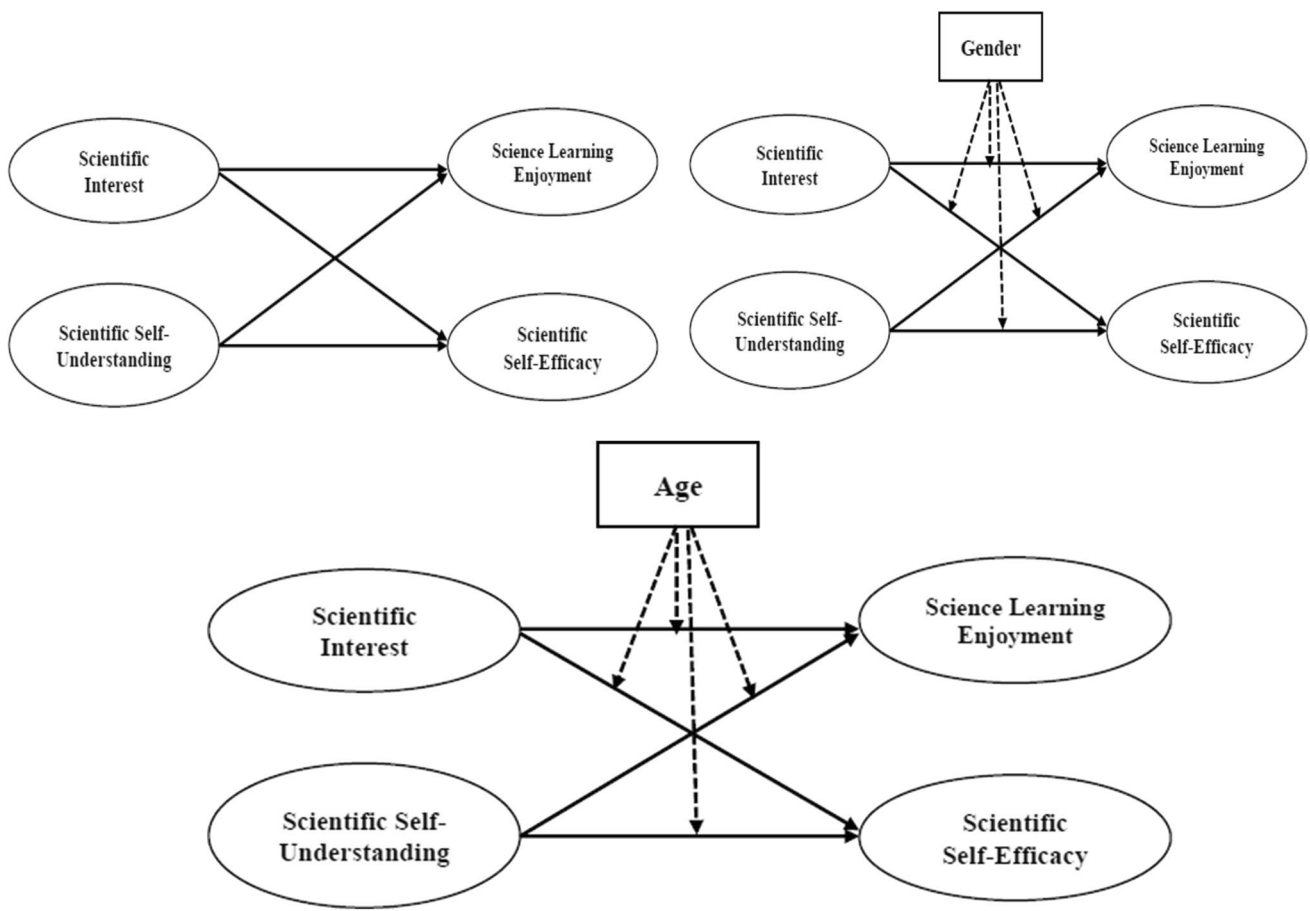 Scientific
Interest
Science Learning
Enjoyment
Scientific Self-
Understanding
Scientific
Self-Efficacy
Gender
Scientific
Interest
Science Learning
Enjoyment
Scientific Self-
Understanding
Scientific
Self-Efficacy
Age
Scientific
Interest
Science Learning
Enjoyment
Scientific Self-
Understanding
Scientific
Self-Efficacy